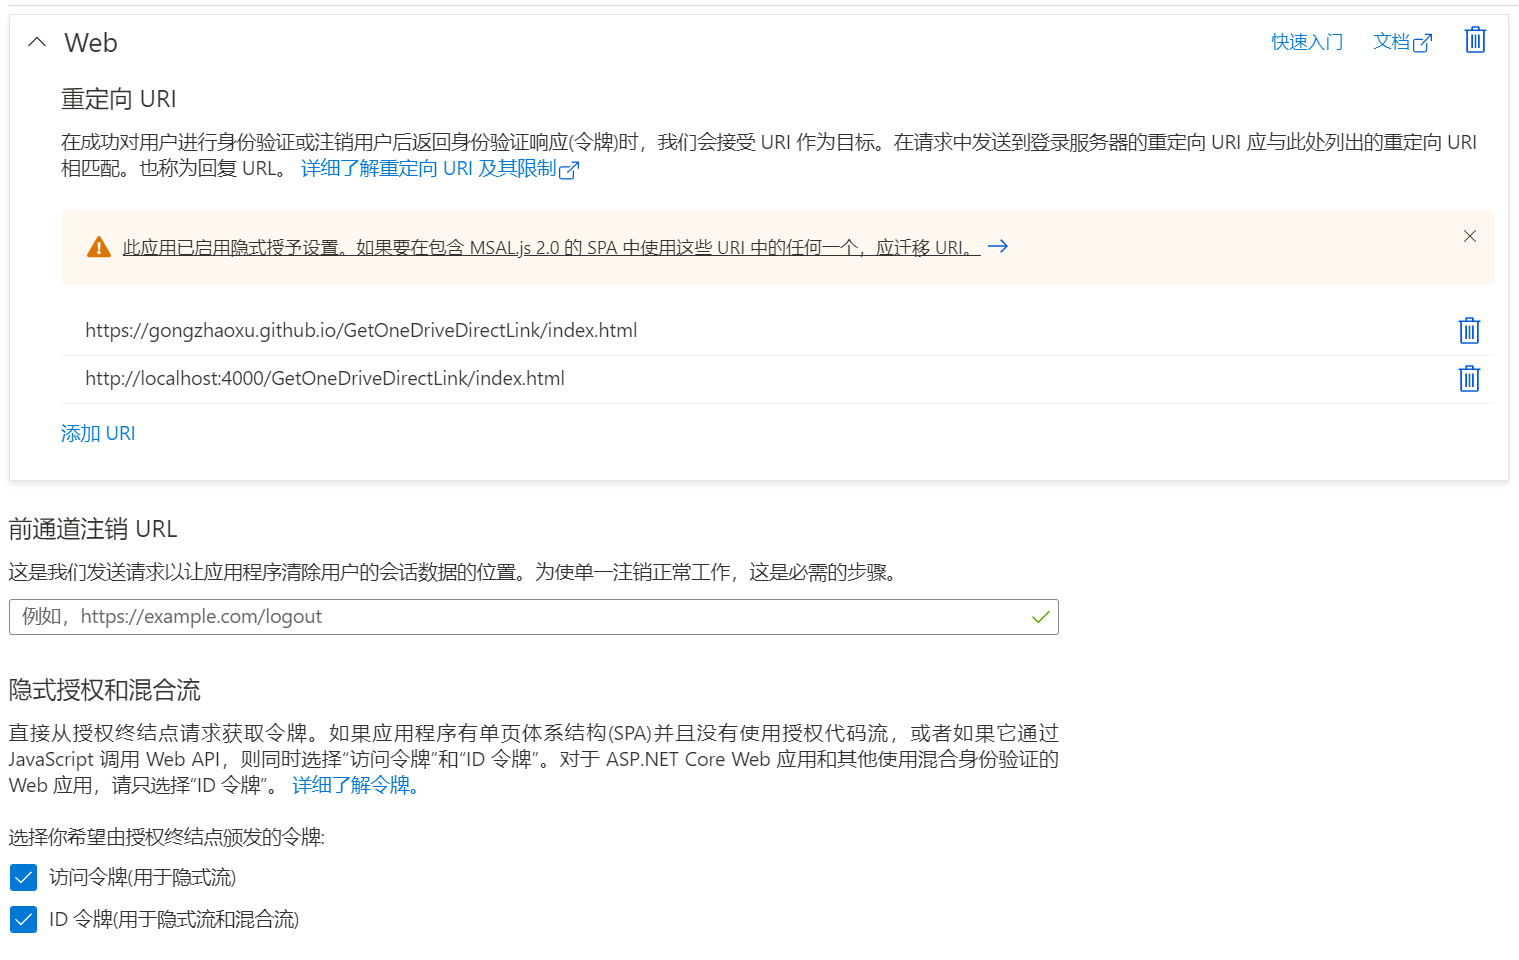 Web
快速入门
文档
重定向 URI
在成功对用户进行身份验证或注销用户后返回身份验证响应(令牌)时，我们会接受 URI 作为目标。在请求中发送到登录服务器的重定向 URI 应与此处列出的重定向 URI
相匹配。也称为回复 URL。 详细了解重定向 URI 及其限制
此应用已启用隐式授予设置。如果要在包含 MSAL.js 2.0 的 SPA 中使用这些 URI 中的任何一个，应迁移 URI。
https://gongzhaoxu.github.io/GetOneDriveDirectLink/index.html
http://localhost:4000/GetOneDriveDirectLink/index.html
添加 URI
前通道注销 URL
这是我们发送请求以让应用程序清除用户的会话数据的位置。为使单一注销正常工作，这是必需的步骤。
例如，https://example.com/logout
隐式授权和混合流
直接从授权终结点请求获取令牌。如果应用程序有单页体系结构(SPA)并且没有使用授权代码流，或者如果它通过
JavaScript 调用 Web API，则同时选择“访问令牌”和“ID 令牌”。对于 ASP.NET Core Web 应用和其他使用混合身份验证的
Web 应用，请只选择“ID 令牌”。 详细了解令牌。
选择你希望由授权终结点颁发的令牌:
访问令牌(用于隐式流)
ID 令牌(用于隐式流和混合流)